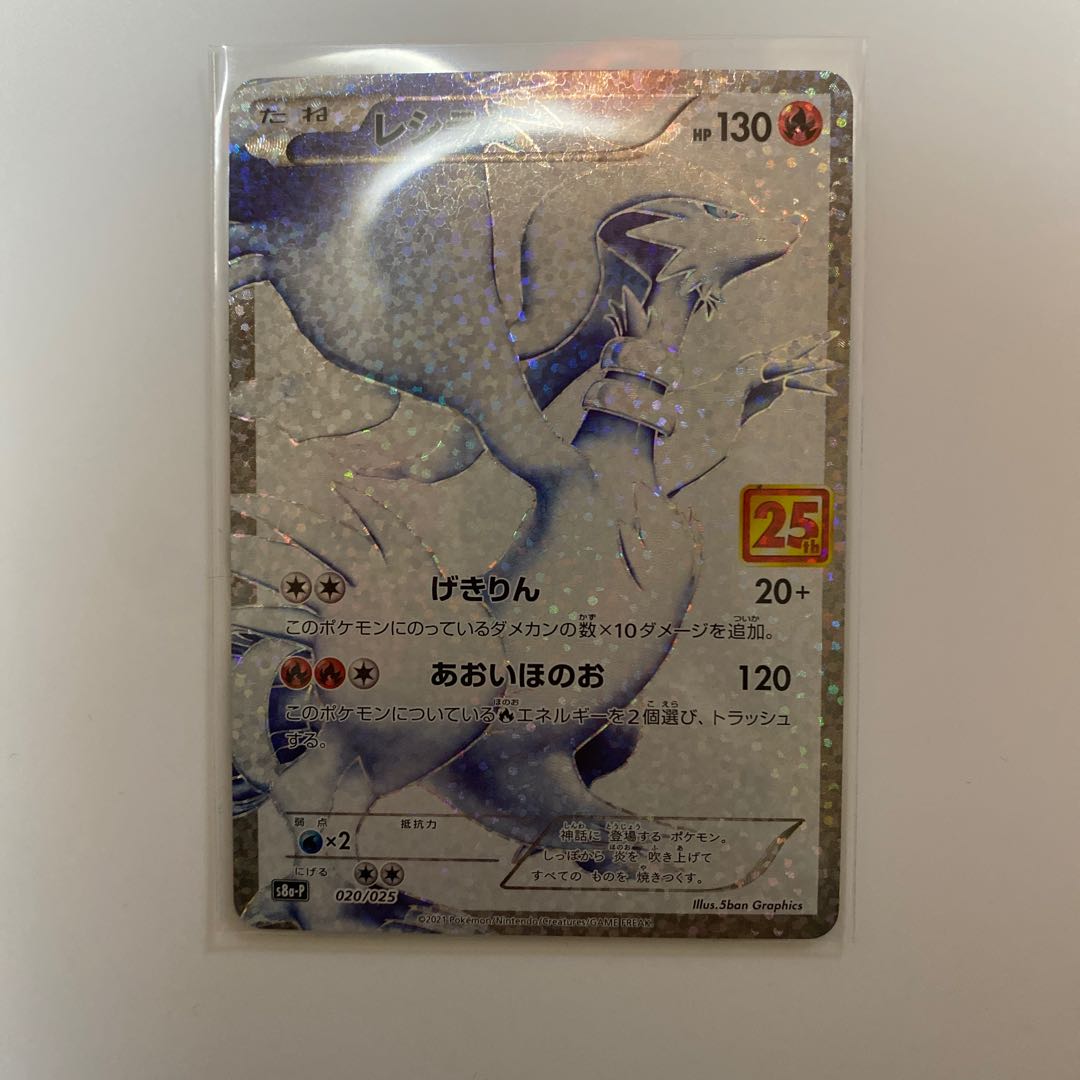 たね
HP 130
25th
げきりん 20+
このポケモンにのっているダメカンの数×10ダメージを追加。
あおいほのお 120
このポケモンについている エネルギーを2個選び、トラッシュ
する。
弱点 抵抗力
×2
にげる
神話に 登場する ポケモン。
しっぽから 炎を 吹き上げて
すべての ものを 焼きつくす。
s8a-P 020/025
Illus.5ban Graphics
©2021 Pokémon/Nintendo/Creatures/GAME FREAK.